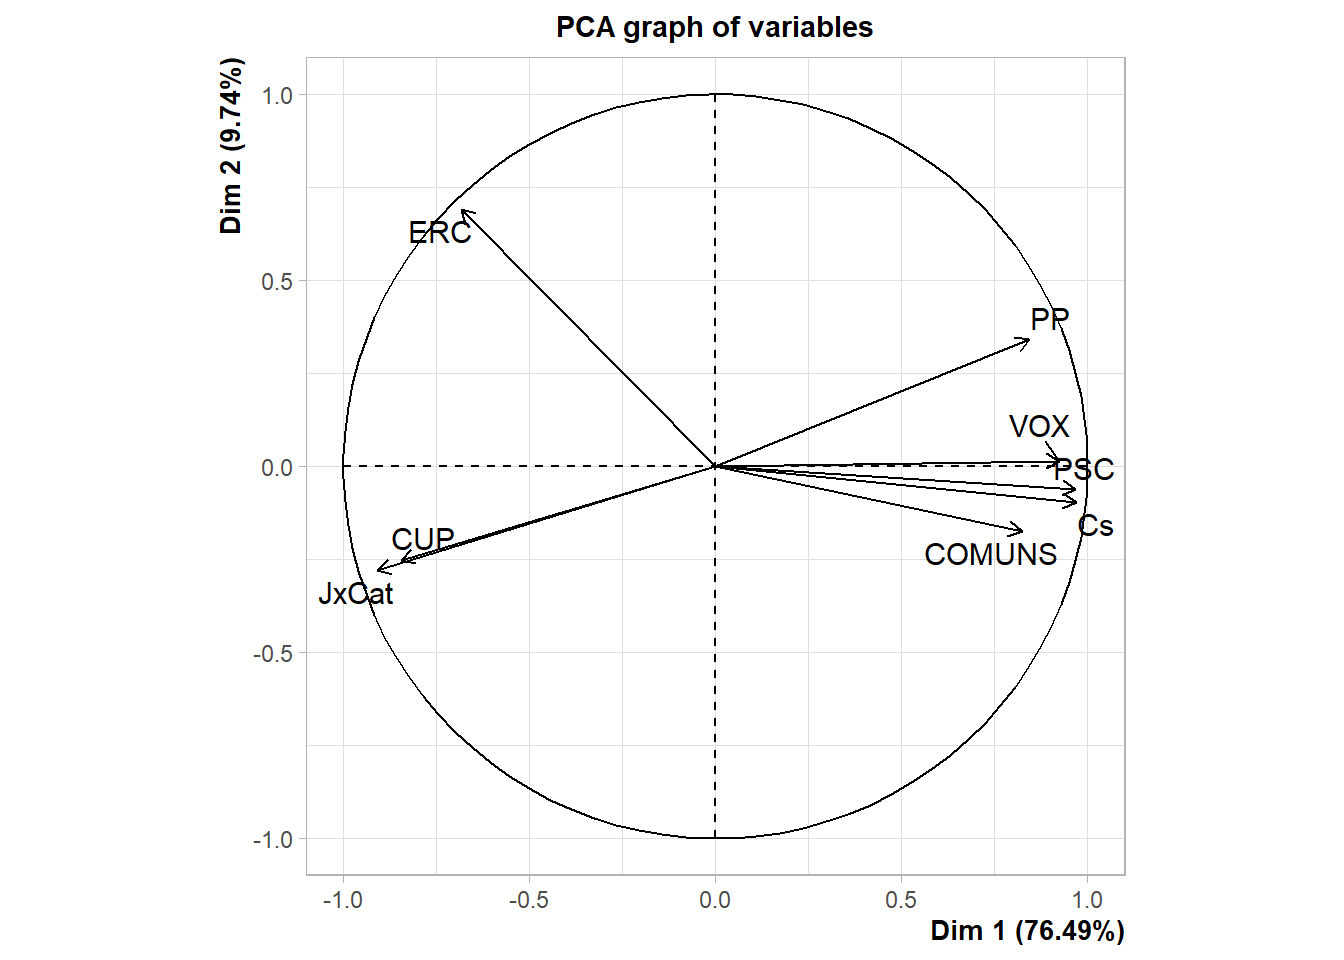 PCA graph of variables
Dim 2 (9.74%)
1.0
0.5
0.0
-0.5
-1.0
ERC
PP
VOX
PSC
Cs
COMUNS
CUP
JxCat
-1.0
-0.5
0.0
0.5
1.0
Dim 1 (76.49%)